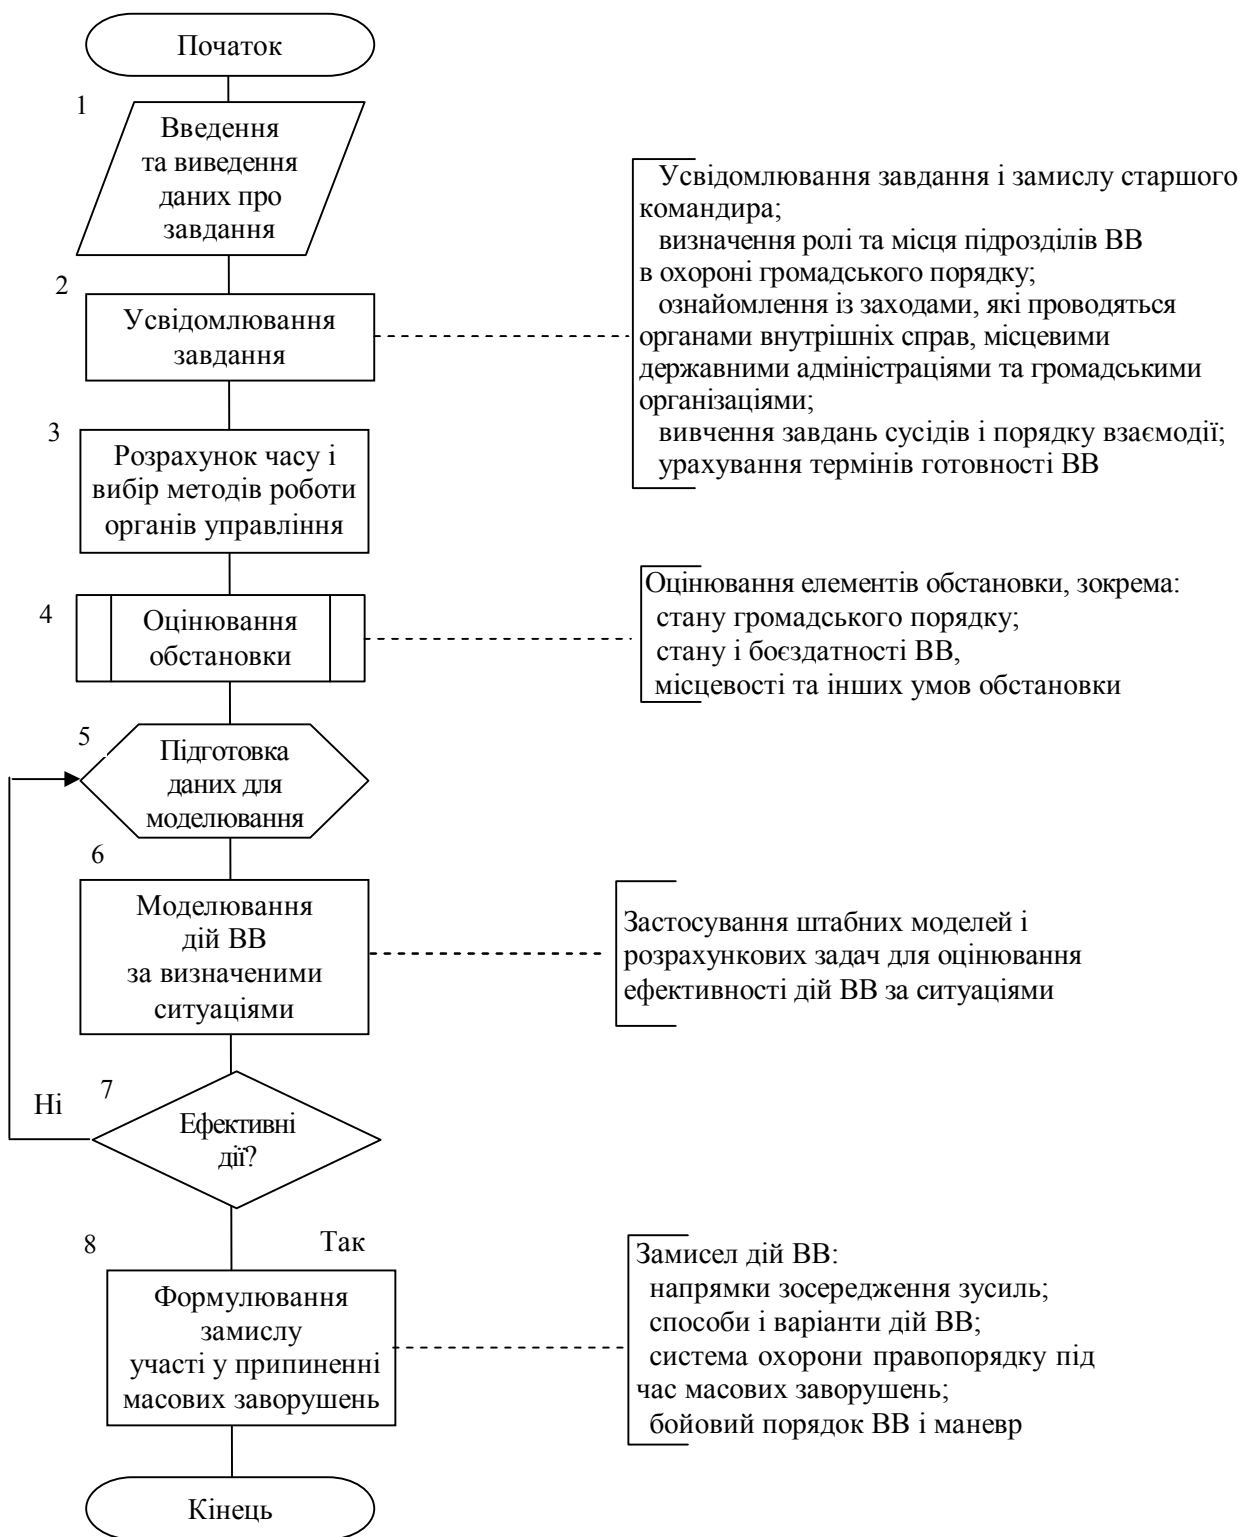 Початок
1
Введення
та виведення
даних про
завдання
2
Усвідомлювання
завдання
Усвідомлювання завдання і замислу старшого
командира;
визначення ролі та місця підрозділів ВВ
в охороні громадського порядку;
ознайомлення із заходами, які проводяться
органами внутрішніх справ, місцевими
державними адміністраціями та громадськими
організаціями;
вивчення завдань сусідів і порядку взаємодії;
урахування термінів готовності ВВ
3
Розрахунок часу і
вибір методів роботи
органів управління
4
Оцінювання
обстановки
Оцінювання елементів обстановки, зокрема:
стану громадського порядку;
стану і боєздатності ВВ,
місцевості та інших умов обстановки
5
Підготовка
даних для
моделювання
6
Моделювання
дій ВВ
за визначеними
ситуаціями
Застосування штабних моделей і
розрахункових задач для оцінювання
ефективності дій ВВ за ситуаціями
7
Ні
Ефективні
дії?
Так
8
Формулювання
замислу
участі у припиненні
масових заворушень
Замисел дій ВВ:
напрямки зосередження зусиль;
способи і варіанти дій ВВ;
система охорони правопорядку під
час масових заворушень;
бойовий порядок ВВ і маневр
Кінець